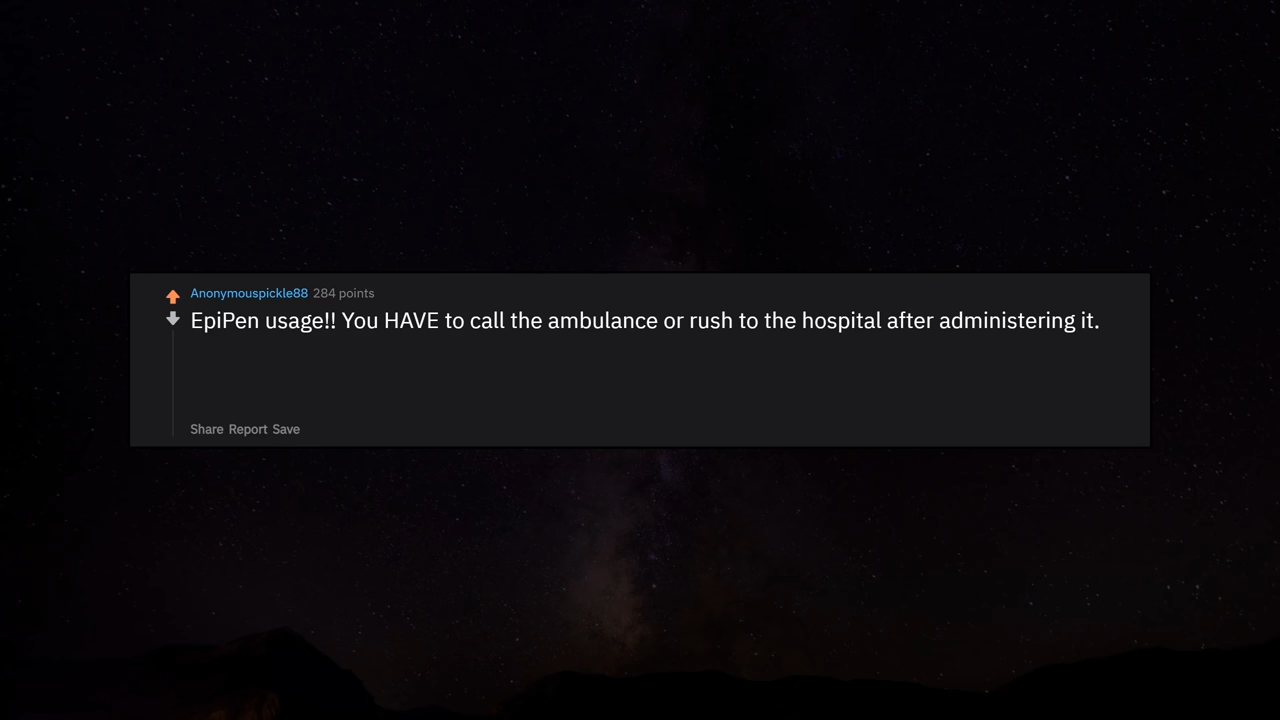 Anonymouspickle88 284 points
EpiPen usage!! You HAVE to call the ambulance or rush to the hospital after administering it.
Share Report Save